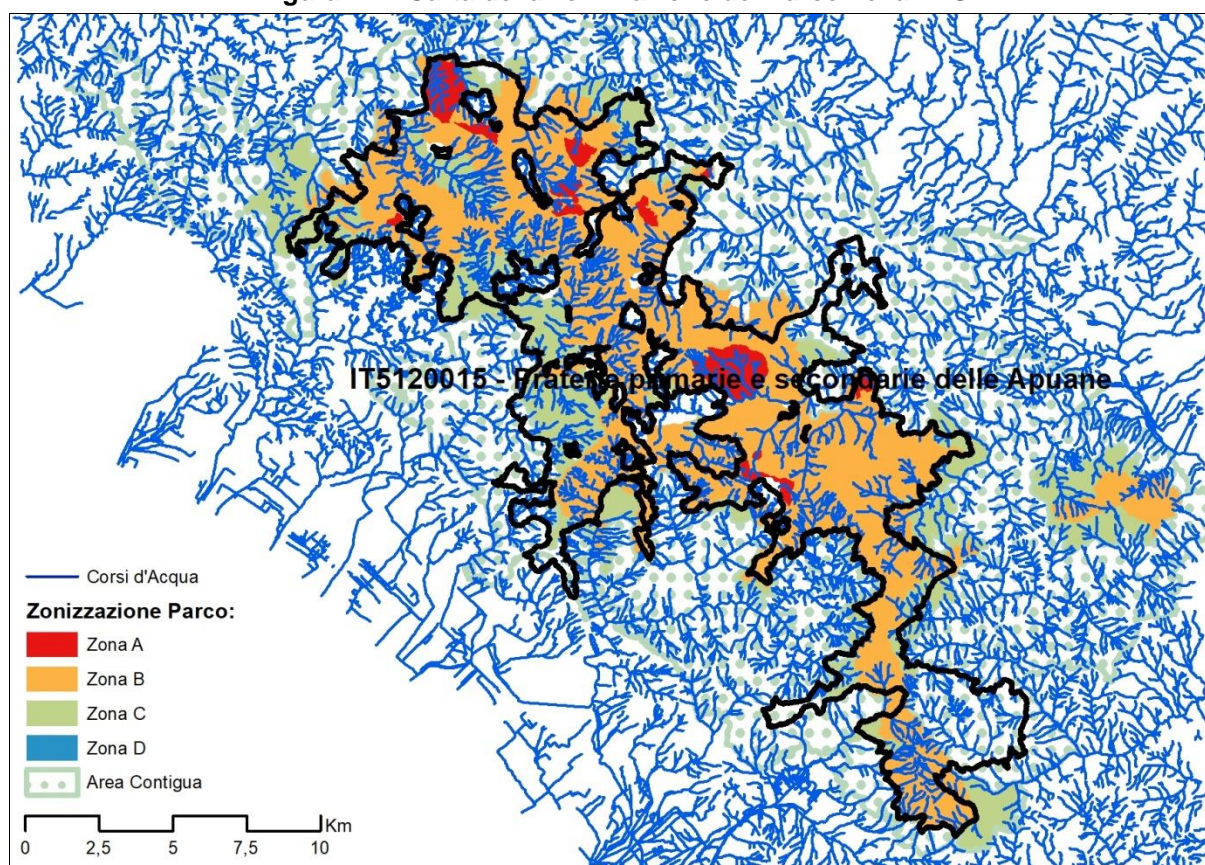 IT5120015 - Praterie primarie e secondarie delle Apuane
Corsi d'Acqua
Zonizzazione Parco:
Zona A
Zona B
Zona C
Zona D
Area Contigua
Km
0 2,5 5 7,5 10